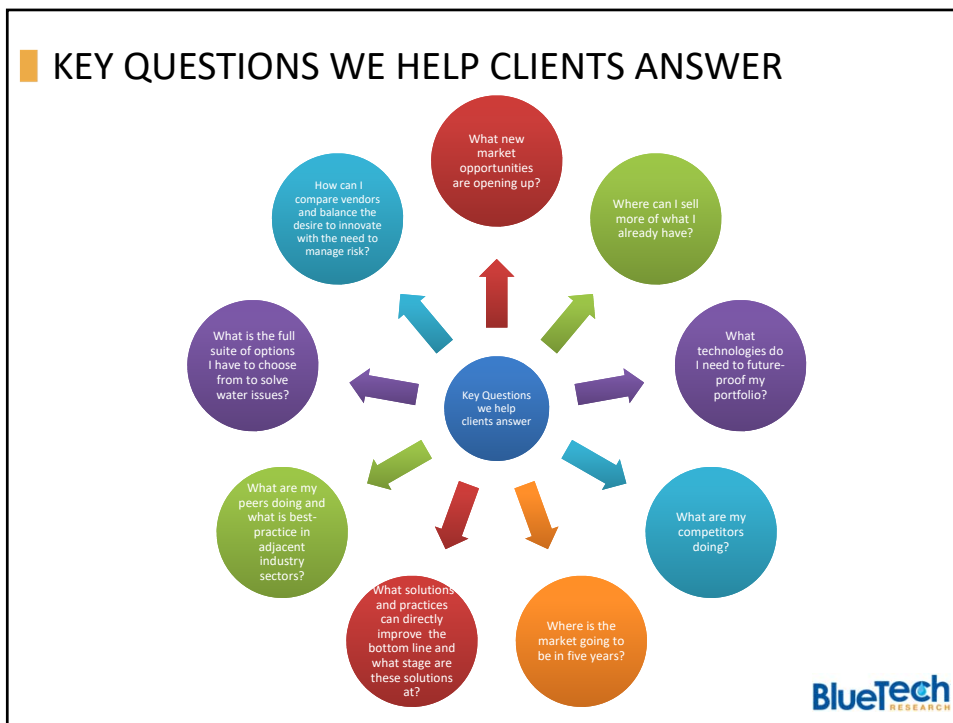 KEY QUESTIONS WE HELP CLIENTS ANSWER
What new
market
opportunities
are opening up?
Where can I sell
more of what I
already have?
What
technologies do
I need to future-
proof my
portfolio?
What are my
competitors
doing?
Where is the
market going to
be in five years?
What solutions
and practices
can directly
improve the
bottom line and
what stage are
these solutions
at?
What are my
peers doing and
what is best-
practice in
adjacent
industry
sectors?
What is the full
suite of options
I have to choose
from to solve
water issues?
How can I
compare vendors
and balance the
desire to innovate
with the need to
manage risk?
Key Questions
we help
clients answer
BlueTech
RESEARCH